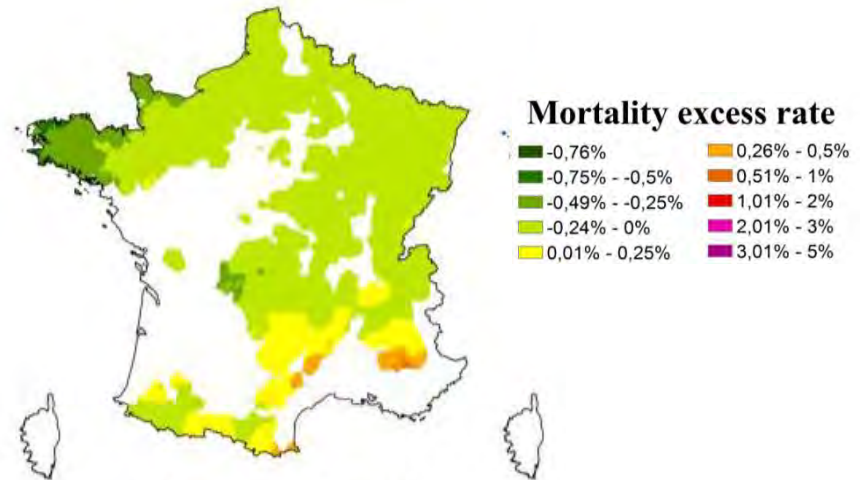 Mortality excess rate
-0,76%
-0,75% - -0,5%
-0,49% - -0,25%
-0,24% - 0%
0,01% - 0,25%
0,26% - 0,5%
0,51% - 1%
1,01% - 2%
2,01% - 3%
3,01% - 5%